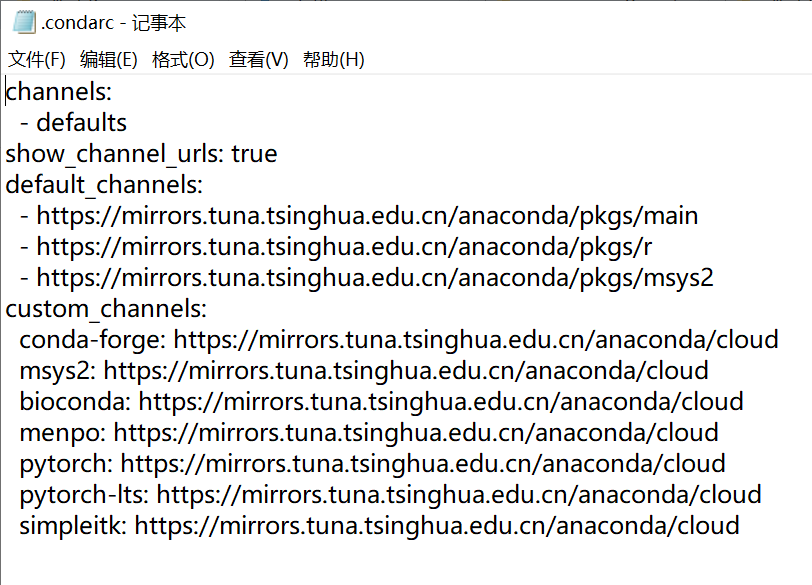 .condarc - 记事本
文件(F) 编辑(E) 格式(O) 查看(V) 帮助(H)
channels:
  - defaults
show_channel_urls: true
default_channels:
  - https://mirrors.tuna.tsinghua.edu.cn/anaconda/pkgs/main
  - https://mirrors.tuna.tsinghua.edu.cn/anaconda/pkgs/r
  - https://mirrors.tuna.tsinghua.edu.cn/anaconda/pkgs/msys2
custom_channels:
  conda-forge: https://mirrors.tuna.tsinghua.edu.cn/anaconda/cloud
  msys2: https://mirrors.tuna.tsinghua.edu.cn/anaconda/cloud
  bioconda: https://mirrors.tuna.tsinghua.edu.cn/anaconda/cloud
  menpo: https://mirrors.tuna.tsinghua.edu.cn/anaconda/cloud
  pytorch: https://mirrors.tuna.tsinghua.edu.cn/anaconda/cloud
  pytorch-lts: https://mirrors.tuna.tsinghua.edu.cn/anaconda/cloud
  simpleitk: https://mirrors.tuna.tsinghua.edu.cn/anaconda/cloud